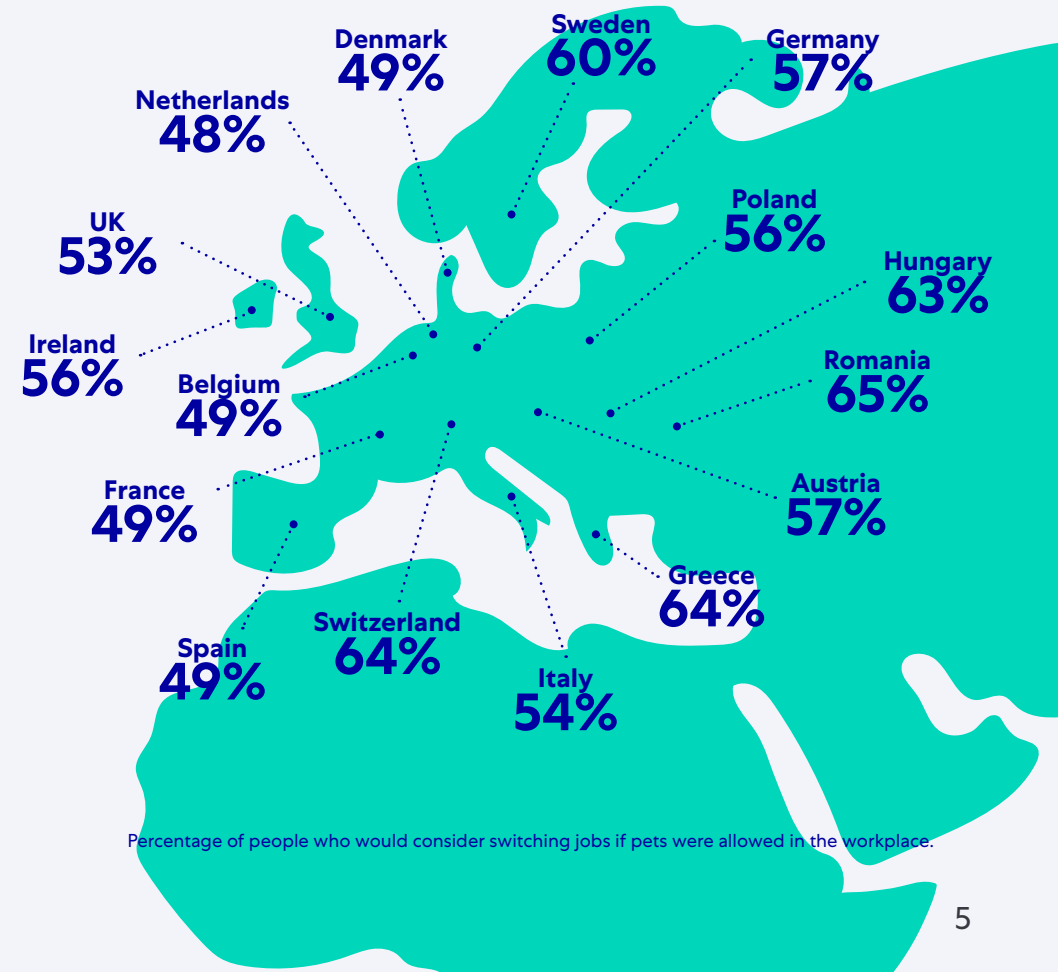 Sweden
60%
Denmark
49%
Germany
57%
Netherlands
48%
Poland
56%
UK
53%
Hungary
63%
Ireland
56%
Romania
65%
Belgium
49%
France
49%
Austria
57%
Greece
64%
Switzerland
64%
Spain
49%
Italy
54%
Percentage of people who would consider switching jobs if pets were allowed in the workplace.
5